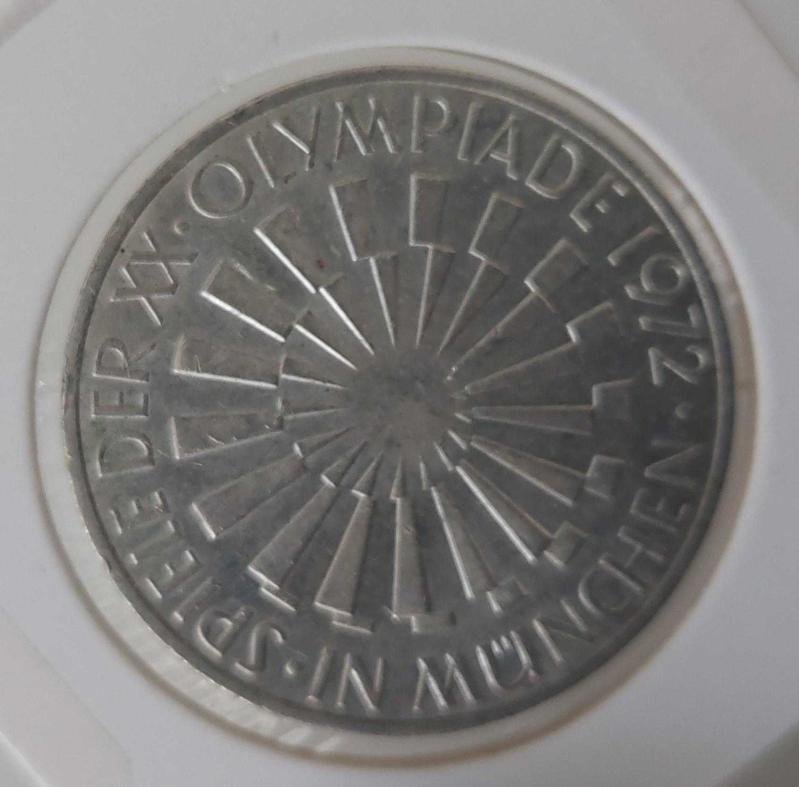 SPIELE DER XX · OLYMPIADE 1972 ·
IN MÜNCHEN ·